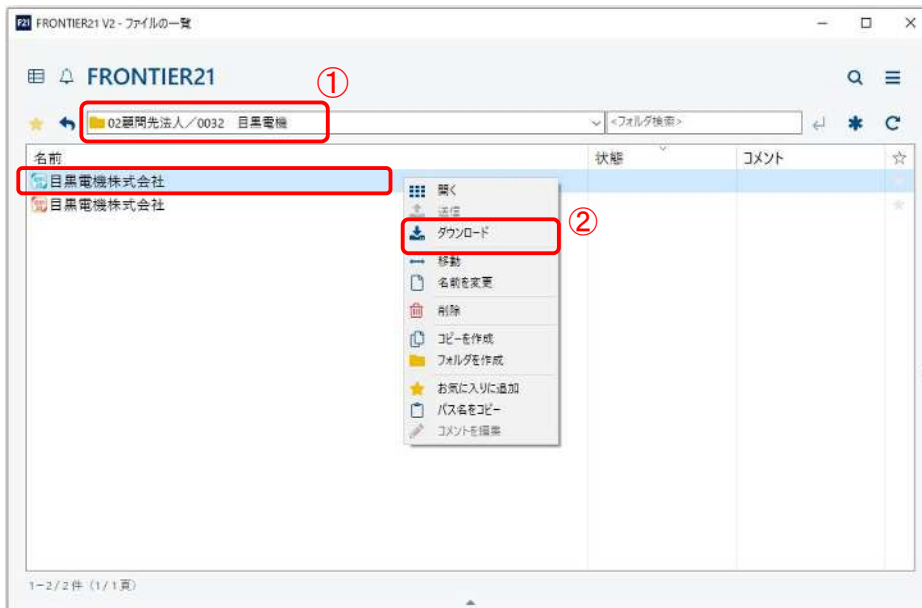 FRONTIER21 V2 - ファイルの一覧
FRONTIER21
①
02顧問先法人／0032 目黒電機
<フォルダ検索>
名前 状態 コメント
目黒電機株式会社
目黒電機株式会社
開く
送信
ダウンロード
②
移動
名前を変更
削除
コピーを作成
フォルダを作成
お気に入りに追加
パス名をコピー
コメントを編集
1-2/2件 (1/1頁)